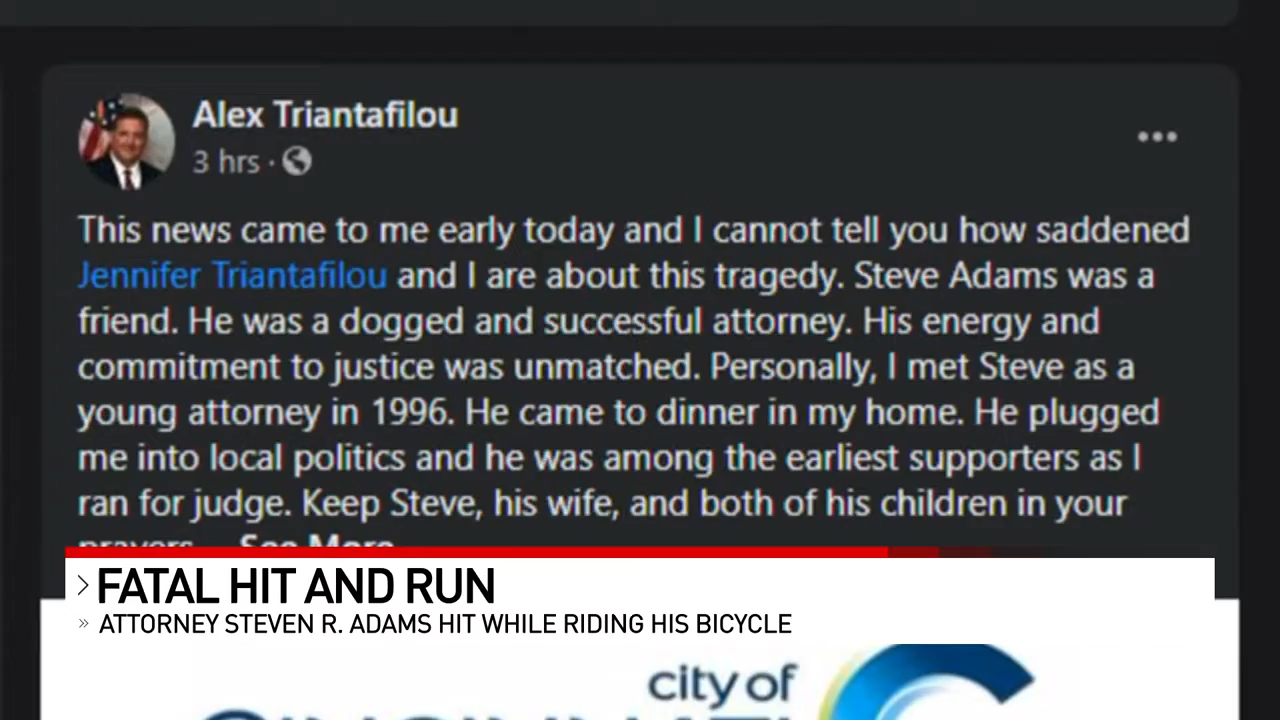 Alex Triantafilou
3 hrs ·
This news came to me early today and I cannot tell you how saddened
Jennifer Triantafilou and I are about this tragedy. Steve Adams was a
friend. He was a dogged and successful attorney. His energy and
commitment to justice was unmatched. Personally, I met Steve as a
young attorney in 1996. He came to dinner in my home. He plugged
me into local politics and he was among the earliest supporters as I
ran for judge. Keep Steve, his wife, and both of his children in your
prayers... See More
FATAL HIT AND RUN
ATTORNEY STEVEN R. ADAMS HIT WHILE RIDING HIS BICYCLE
city of
CINCINNATI